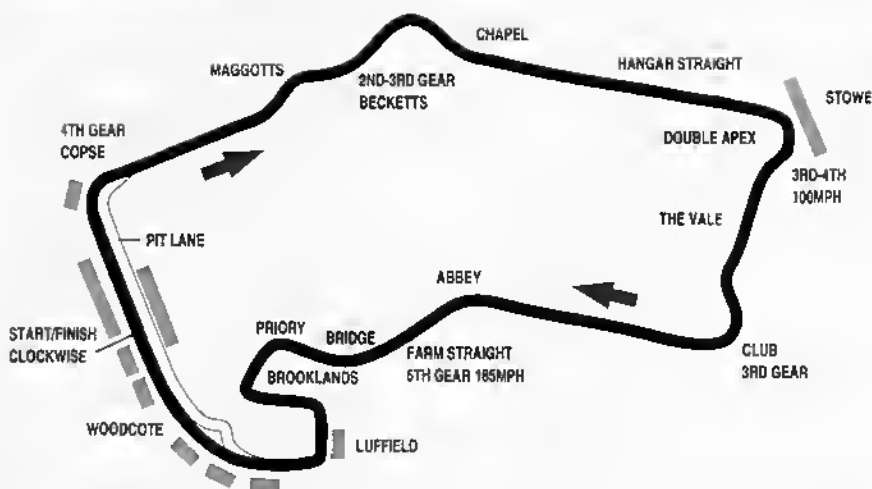 CHAPEL
MAGGOTTS
HANGAR STRAIGHT
2ND-3RD GEAR
BECKETTS
STOWE
4TH GEAR
COPSE
DOUBLE APEX
3RD-4TH
100MPH
THE VALE
PIT LANE
ABBEY
START/FINISH
CLOCKWISE
PRIORY
BRIDGE
FARM STRAIGHT
5TH GEAR 185MPH
CLUB
3RD GEAR
BROOKLANDS
WOODCOTE
LUFFIELD